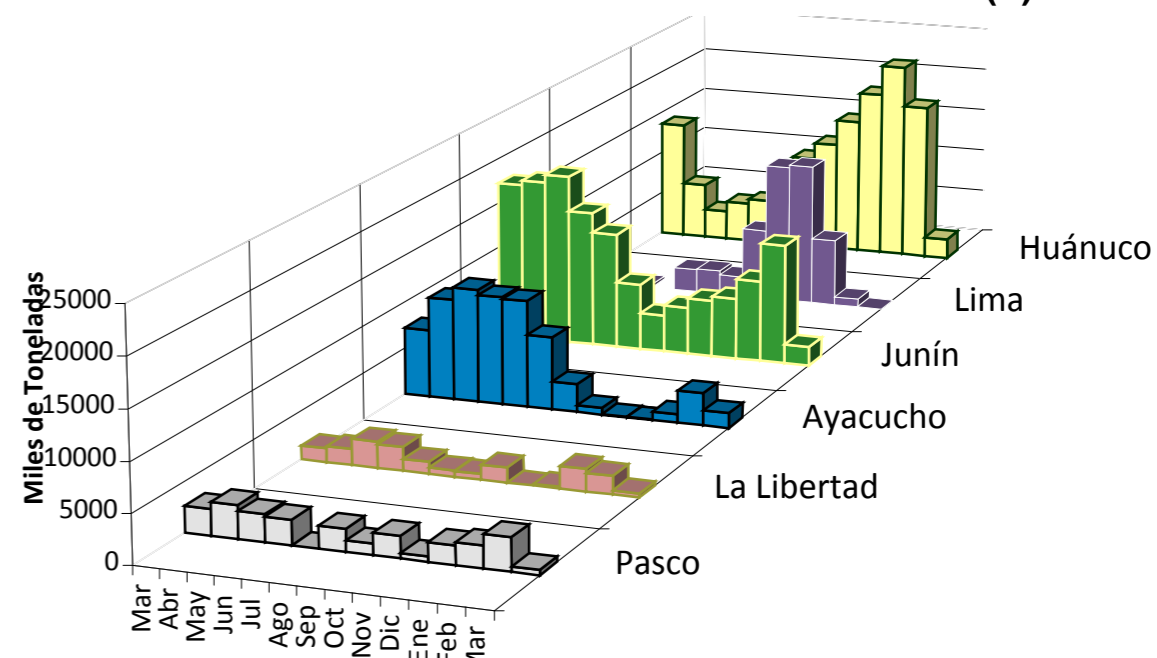 Miles de Toneladas
25000
20000
15000
10000
5000
0
Mar
Abr
May
Jun
Jul
Ago
Sep
Oct
Nov
Dic
Ene
Feb
Mar
Huánuco
Lima
Junín
Ayacucho
La Libertad
Pasco